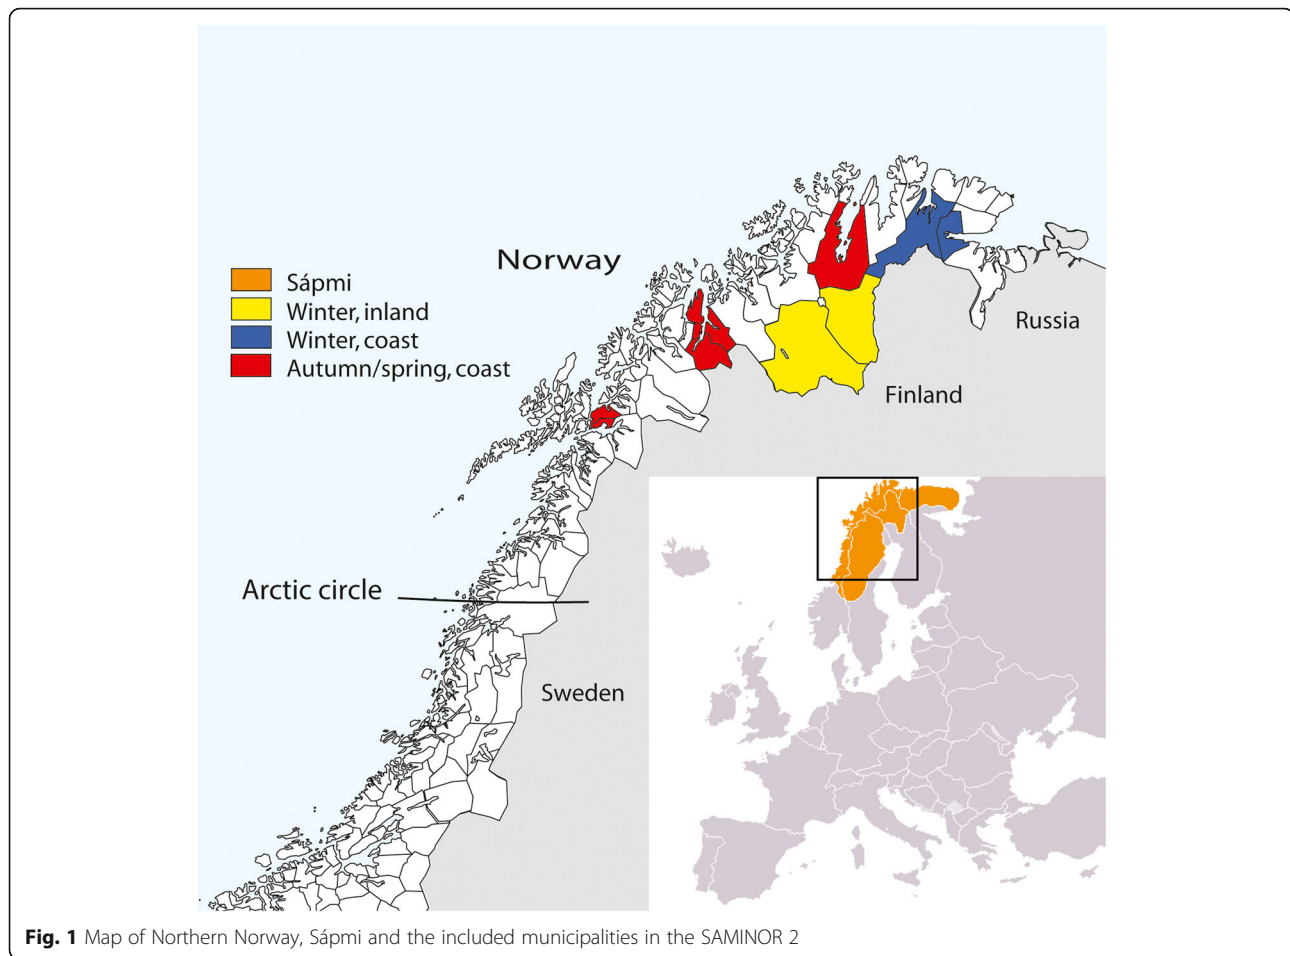 Norway
Sápmi
Winter, inland
Winter, coast
Autumn/spring, coast
Russia
Finland
Arctic circle
Sweden
Fig. 1 Map of Northern Norway, Sápmi and the included municipalities in the SAMINOR 2